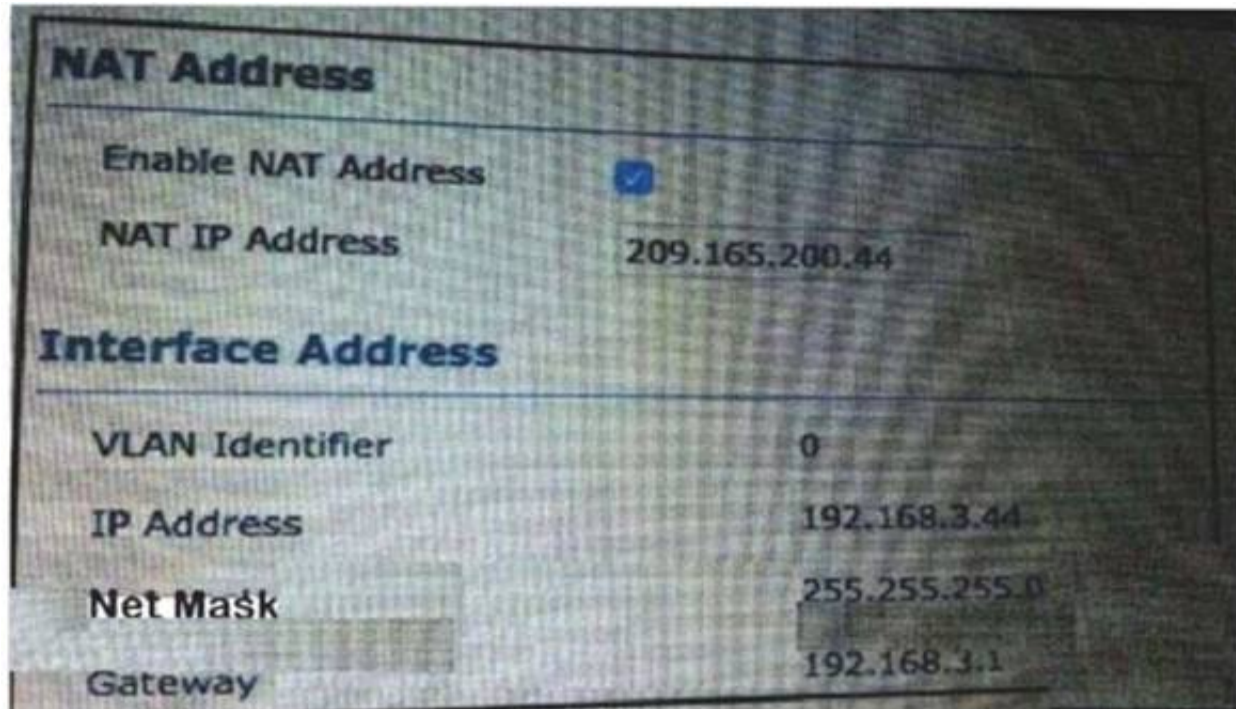 NAT Address
Enable NAT Address
NAT IP Address 209.165.200.44
Interface Address
VLAN Identifier 0
IP Address 192.168.3.44
Net Mask 255.255.255.0
Gateway 192.168.3.1